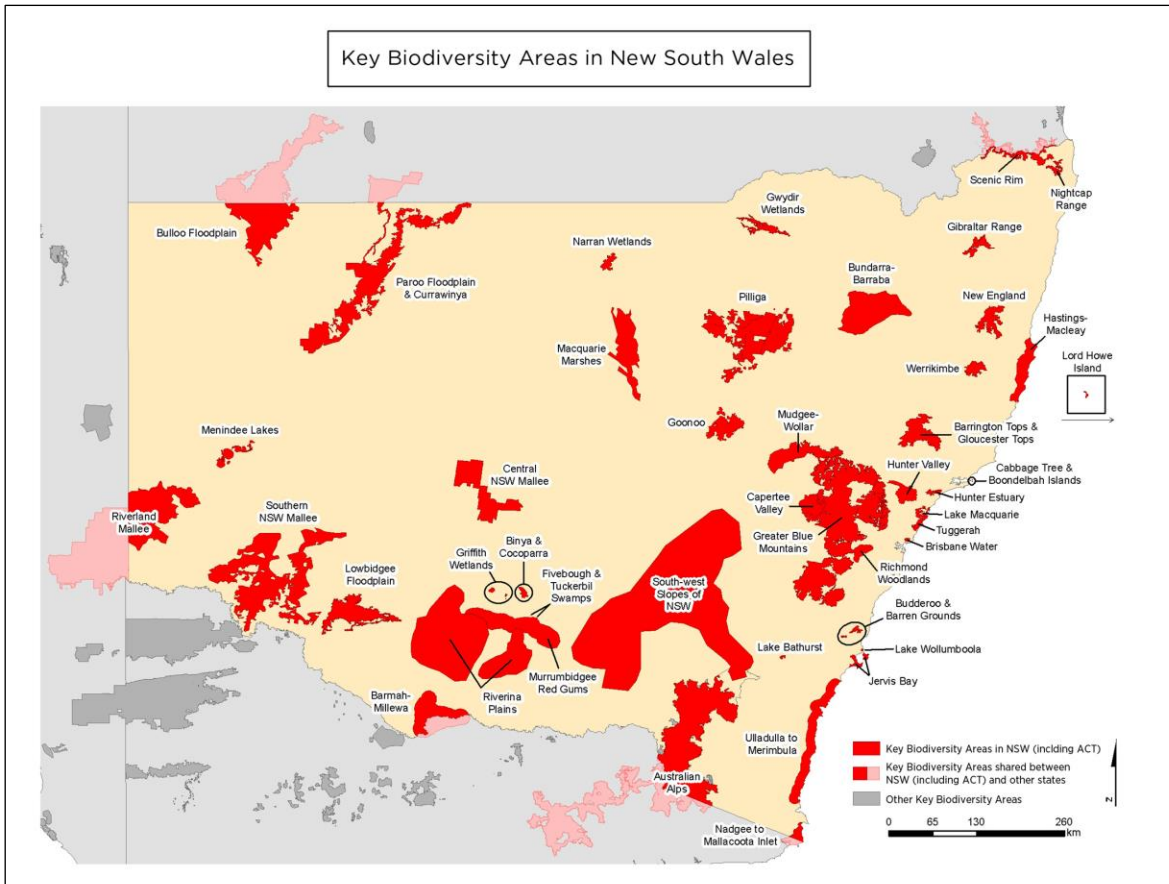 Key Biodiversity Areas in New South Wales
Scenic Rim
Nightcap
Range
Gwydir
Wetlands
Bulloo Floodplain
Gibraltar Range
Narran Wetlands
Paroo Floodplain
& Currawinya
Bundarra-
Barraba
Pilliga
New England
Hastings-
Macleay
Macquarie
Marshes
Lord Howe
Island
Werrikimbe
Goonoo
Mudgee-
Wollar
Barrington Tops &
Gloucester Tops
Menindee Lakes
Central
NSW Mallee
Hunter Valley
Cabbage Tree &
Boondelbah Islands
Hunter Estuary
Capertee
Valley
Lake Macquarie
Tuggerah
Riverland
Mallee
Southern
NSW Mallee
Greater Blue
Mountains
Brisbane Water
Griffith
Wetlands
Binya &
Cocoparra
Richmond
Woodlands
Lowbidgee
Floodplain
Fivebough &
Tuckerbil
Swamps
South-west
Slopes of
NSW
Budderoo &
Barren Grounds
Lake Bathurst
Lake Wollumboola
Jervis Bay
Murrumbidgee
Red Gums
Riverina
Plains
Barmah-
Millewa
Ulladulla to
Merimbula
Australian
Alps
Nadgee to
Mallacoota Inlet
Key Biodiversity Areas in NSW (inclding ACT)
Key Biodiversity Areas shared between
NSW (including ACT) and other states
Other Key Biodiversity Areas
Z
0 65 130 260
km